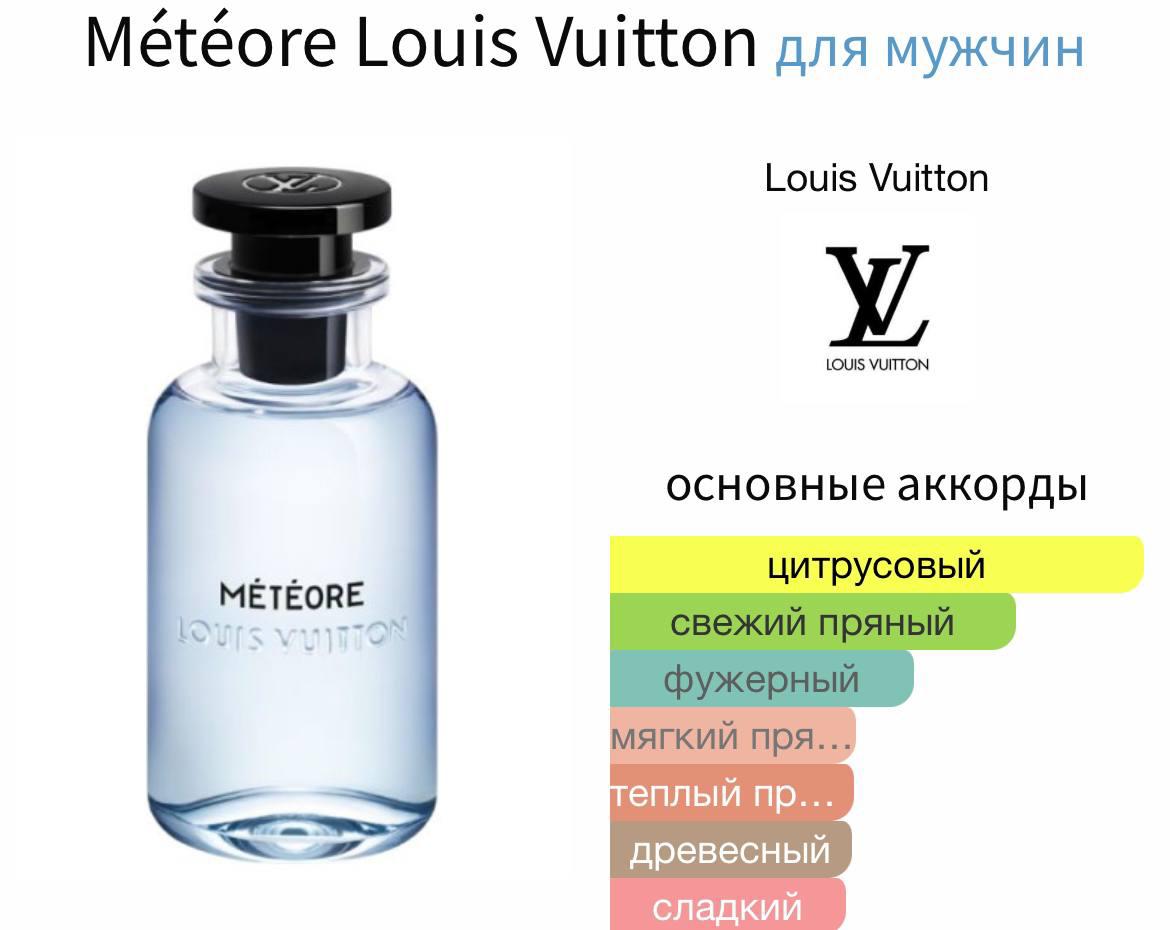 Météore Louis Vuitton для мужчин
Louis Vuitton
LV
LOUIS VUITTON
MÉTÉORE
LOUIS VUITTON
основные аккорды
цитрусовый
свежий пряный
фужерный
мягкий пря...
теплый пр...
древесный
сладкий